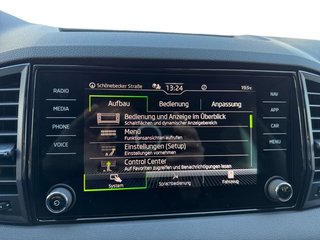 Schönebecker Straße
13:24
19.5°C
RADIO
MEDIA
PHONE
VOICE
NAV
APP
CAR
MENU
Aufbau Bedienung Anpassung
Bedienung und Anzeige im Überblick
Schaltflächen und dynamischer Anzeigebereich
Menü
Funktionsansichten aufrufen
Einstellungen (Setup)
Einstellungen vornehmen
Control Center
Auf Favoriten zugreifen und Benachrichtigungen lesen
System Sprachbedienung Fahrzeug